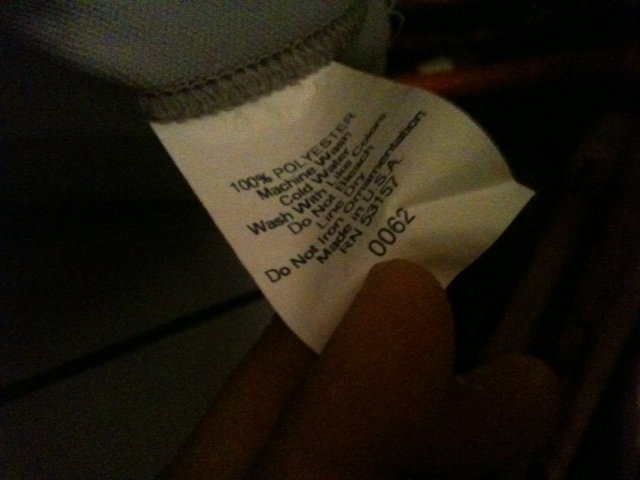 100% POLYESTER
Machine Wash
Cold Water
Wash With Like Colors
Do Not Bleach
Line Dry
Do Not Iron Ornamentation
Made in U.S.A.
RN 53157
0062